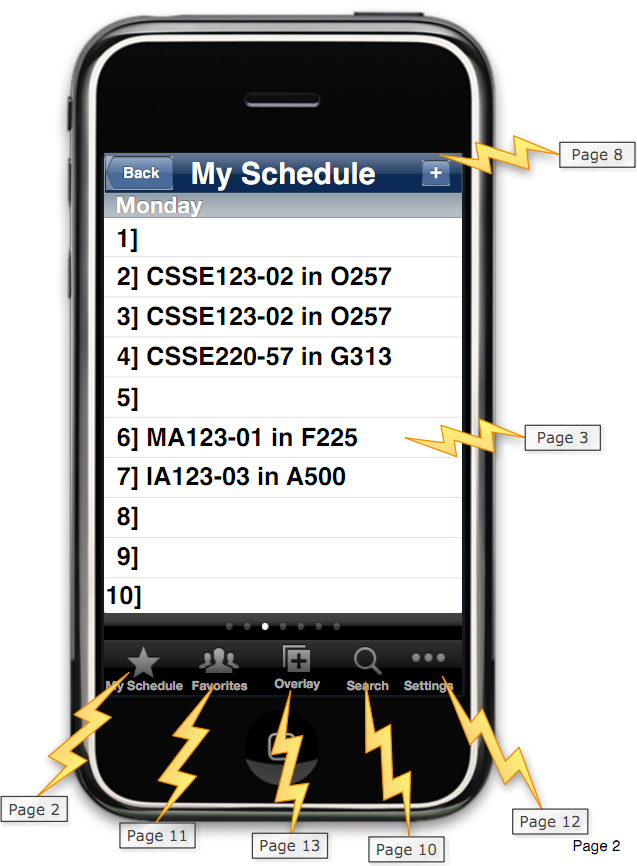 Page 8
Back
My Schedule
+
Monday
1]
2] CSSE123-02 in O257
3] CSSE123-02 in O257
4] CSSE220-57 in G313
5]
6] MA123-01 in F225
Page 3
7] IA123-03 in A500
8]
9]
10]
My Schedule
Favorites
Overlay
Search
Settings
Page 2
Page 11
Page 13
Page 10
Page 12
Page 2